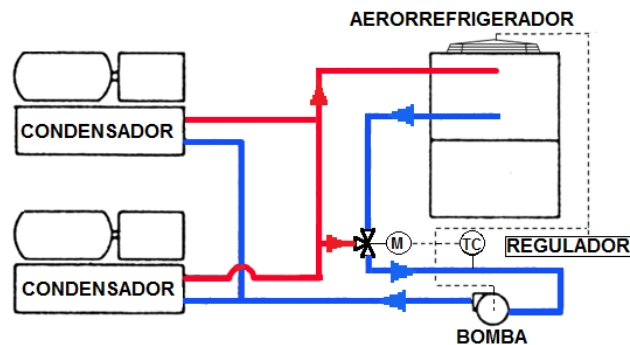 AERORREFRIGERADOR
CONDENSADOR
M
TC
REGULADOR
CONDENSADOR
BOMBA